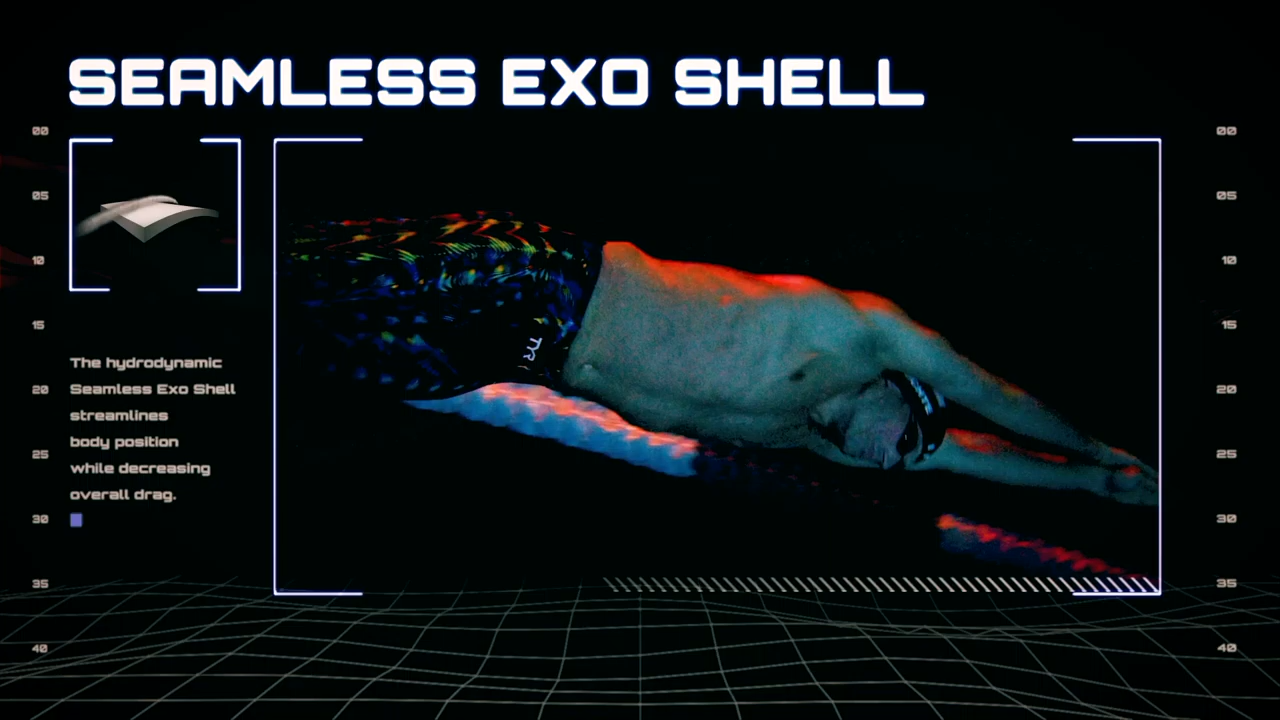 SEAMLESS EXO SHELL
00
05
10
15
20
25
30
35
40
The hydrodynamic
Seamless Exo Shell
streamlines
body position
while decreasing
overall drag.
TYR
00
05
10
15
20
25
30
35
40